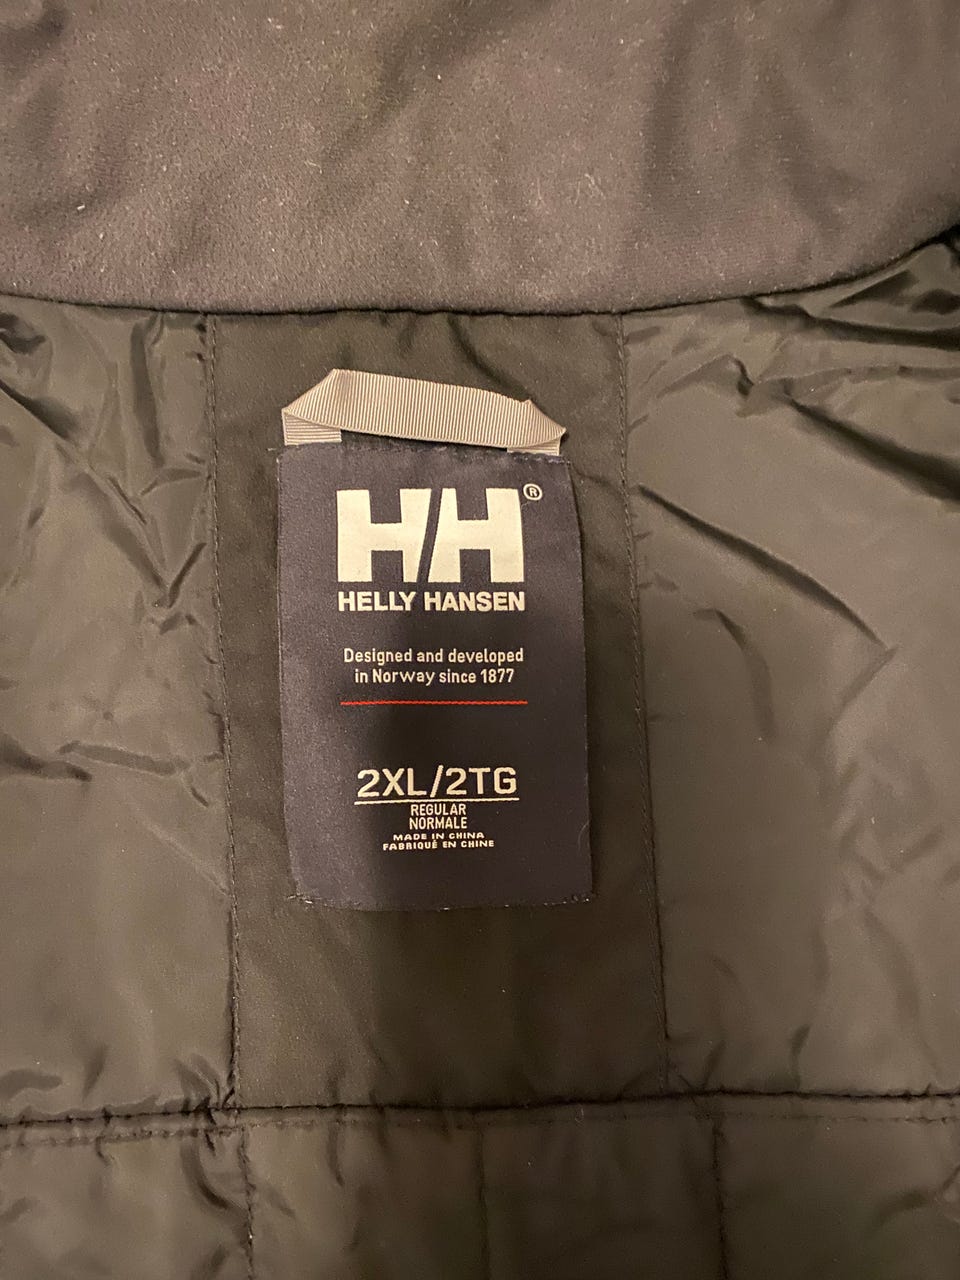 HH®
HELLY HANSEN
Designed and developed
in Norway since 1877
2XL/2TG
REGULAR
NORMALE
MADE IN CHINA
FABRIQUÉ EN CHINE